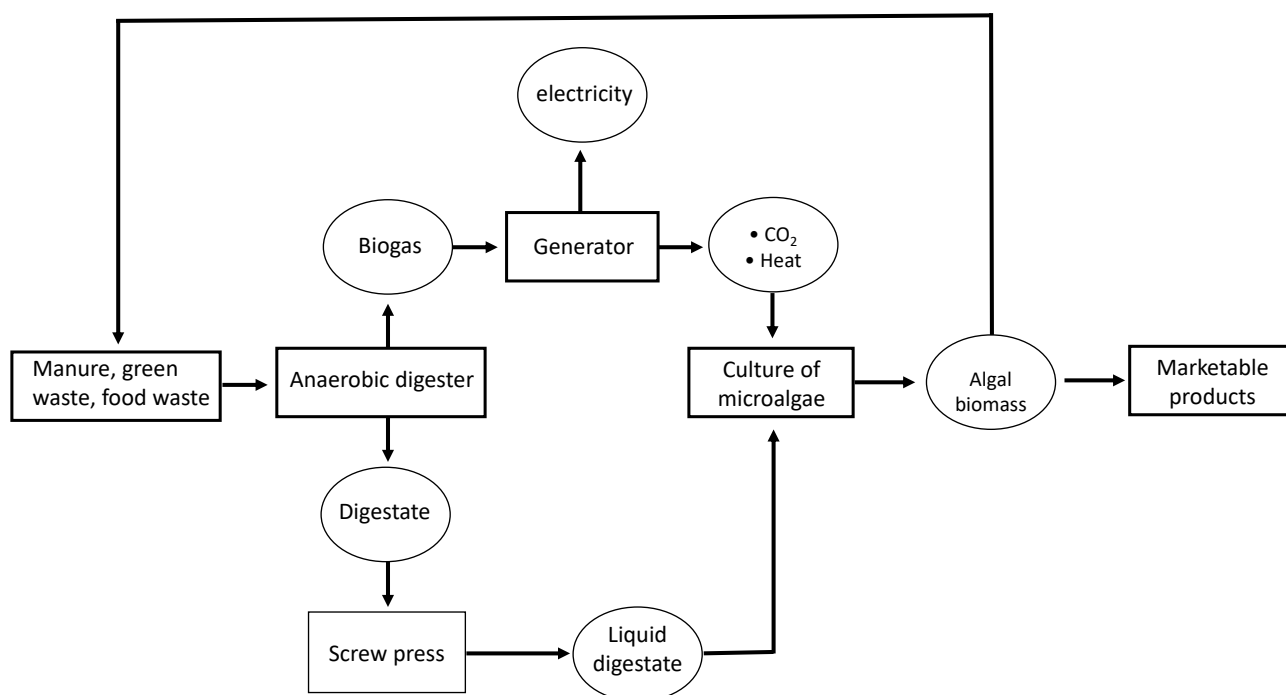 electricity
Biogas
Generator
• CO₂
• Heat
Manure, green
waste, food waste
Anaerobic digester
Culture of
microalgae
Algal
biomass
Marketable
products
Digestate
Screw press
Liquid
digestate